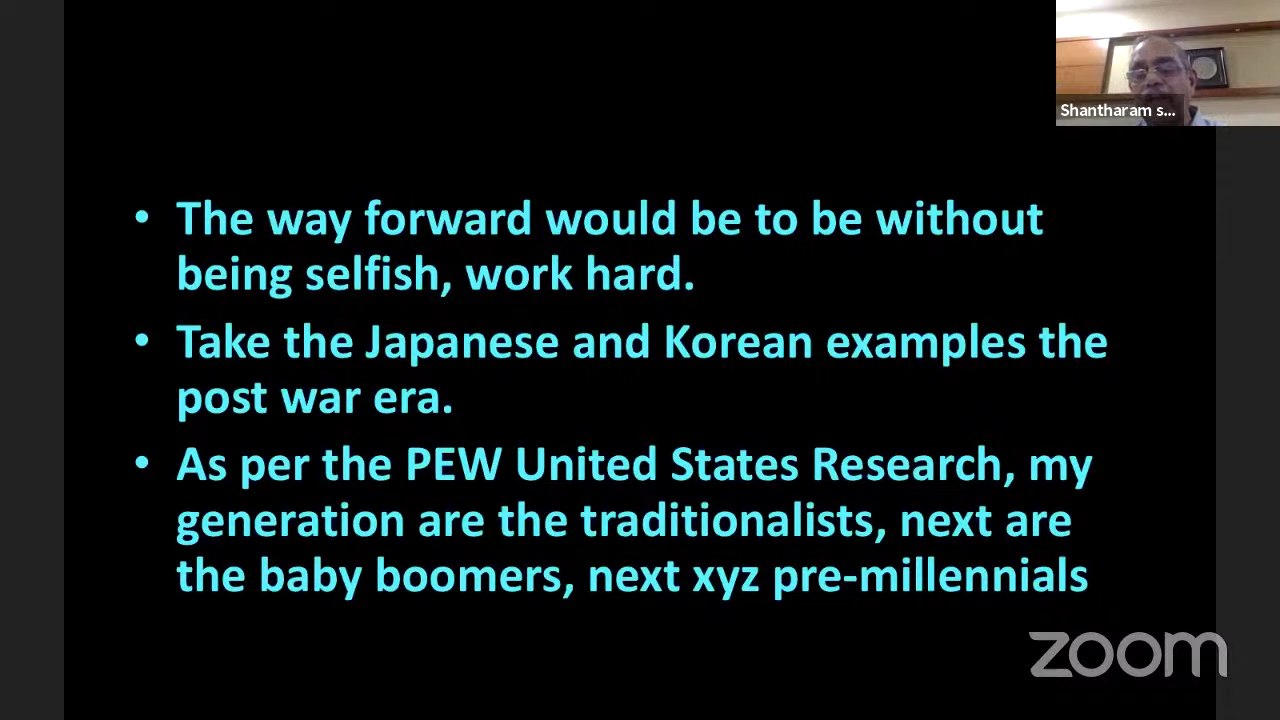 Shantharam s...
• The way forward would be to be without
being selfish, work hard.
• Take the Japanese and Korean examples the
post war era.
• As per the PEW United States Research, my
generation are the traditionalists, next are
the baby boomers, next xyz pre-millennials
zoom